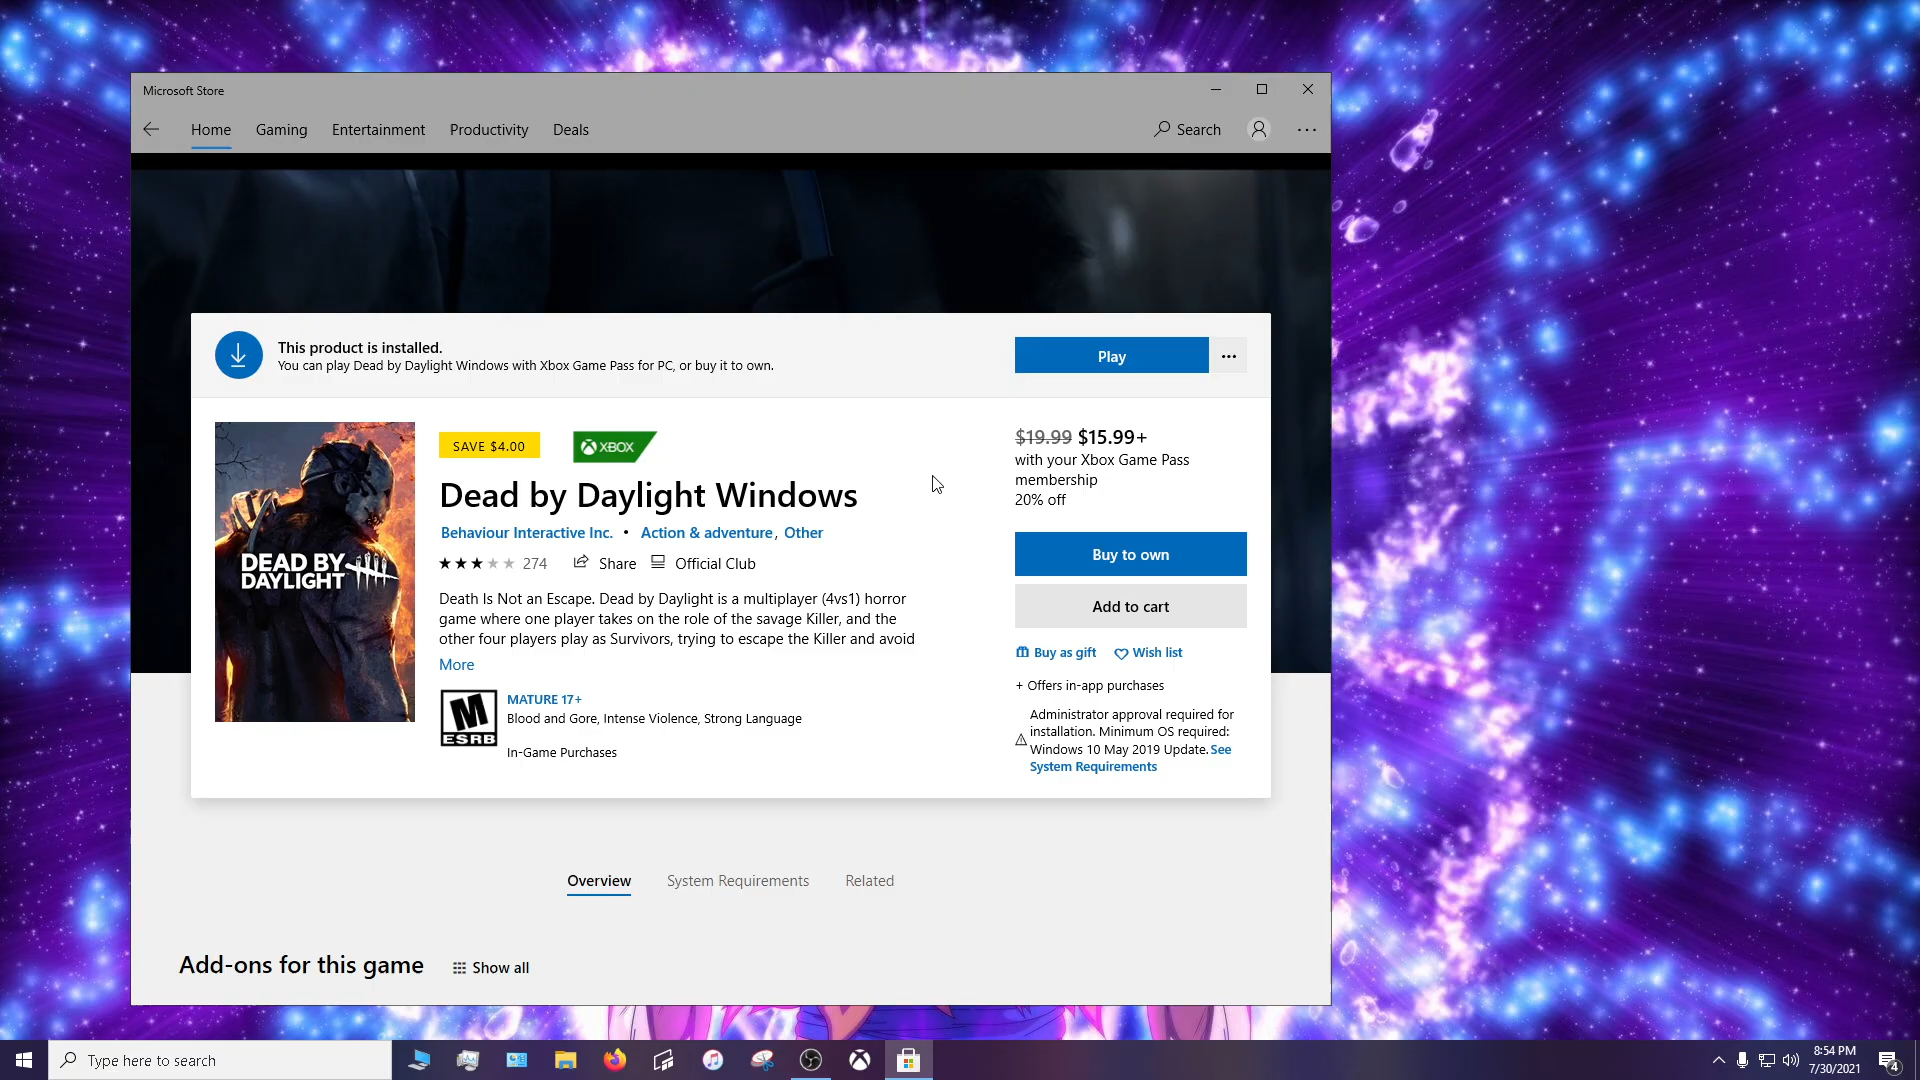 Microsoft Store
Home Gaming Entertainment Productivity Deals Search
This product is installed.
You can play Dead by Daylight Windows with Xbox Game Pass for PC, or buy it to own.
Play
DEAD BY
DAYLIGHT
SAVE $4.00 XBOX
Dead by Daylight Windows
Behaviour Interactive Inc. • Action & adventure, Other
274 Share Official Club
Death Is Not an Escape. Dead by Daylight is a multiplayer (4vs1) horror
game where one player takes on the role of the savage Killer, and the
other four players play as Survivors, trying to escape the Killer and avoid
More
M
ESRB
MATURE 17+
Blood and Gore, Intense Violence, Strong Language
In-Game Purchases
$19.99 $15.99+
with your Xbox Game Pass
membership
20% off
Buy to own
Add to cart
Buy as gift Wish list
+ Offers in-app purchases
Administrator approval required for
installation. Minimum OS required:
Windows 10 May 2019 Update. See
System Requirements
Overview System Requirements Related
Add-ons for this game Show all
Type here to search
8:54 PM
7/30/2021
4